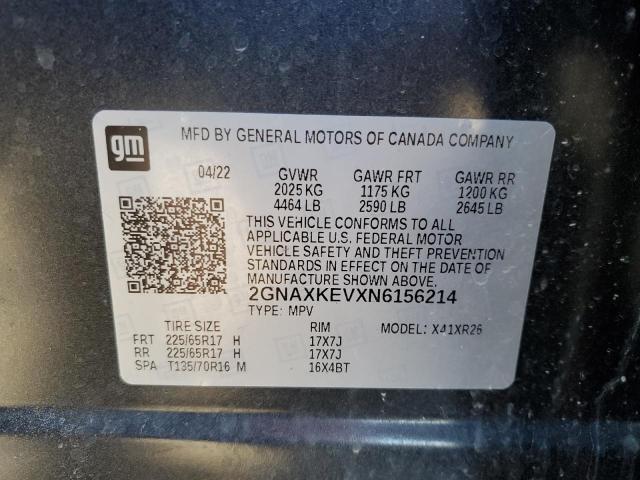 gm
MFD BY GENERAL MOTORS OF CANADA COMPANY
04/22 GVWR GAWR FRT GAWR RR
2025 KG 1175 KG 1200 KG
4464 LB 2590 LB 2645 LB
THIS VEHICLE CONFORMS TO ALL
APPLICABLE U.S. FEDERAL MOTOR
VEHICLE SAFETY AND THEFT PREVENTION
STANDARDS IN EFFECT ON THE DATE OF
MANUFACTURE SHOWN ABOVE.
2GNAXKEVXN6156214
TYPE: MPV
TIRE SIZE RIM MODEL: X41XR26
FRT 225/65R17 H 17X7J
RR 225/65R17 H 17X7J
SPA T135/70R16 M 16X4BT